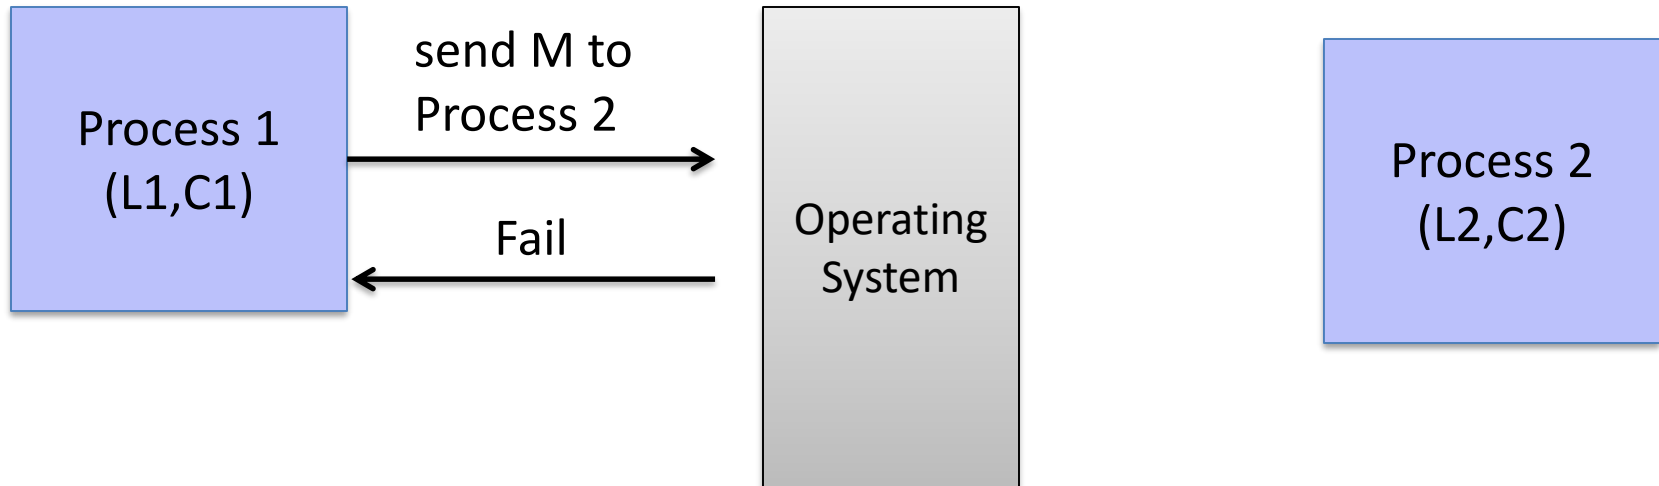 Process 1
(L1,C1)
send M to
Process 2
Fail
Operating
System
Process 2
(L2,C2)